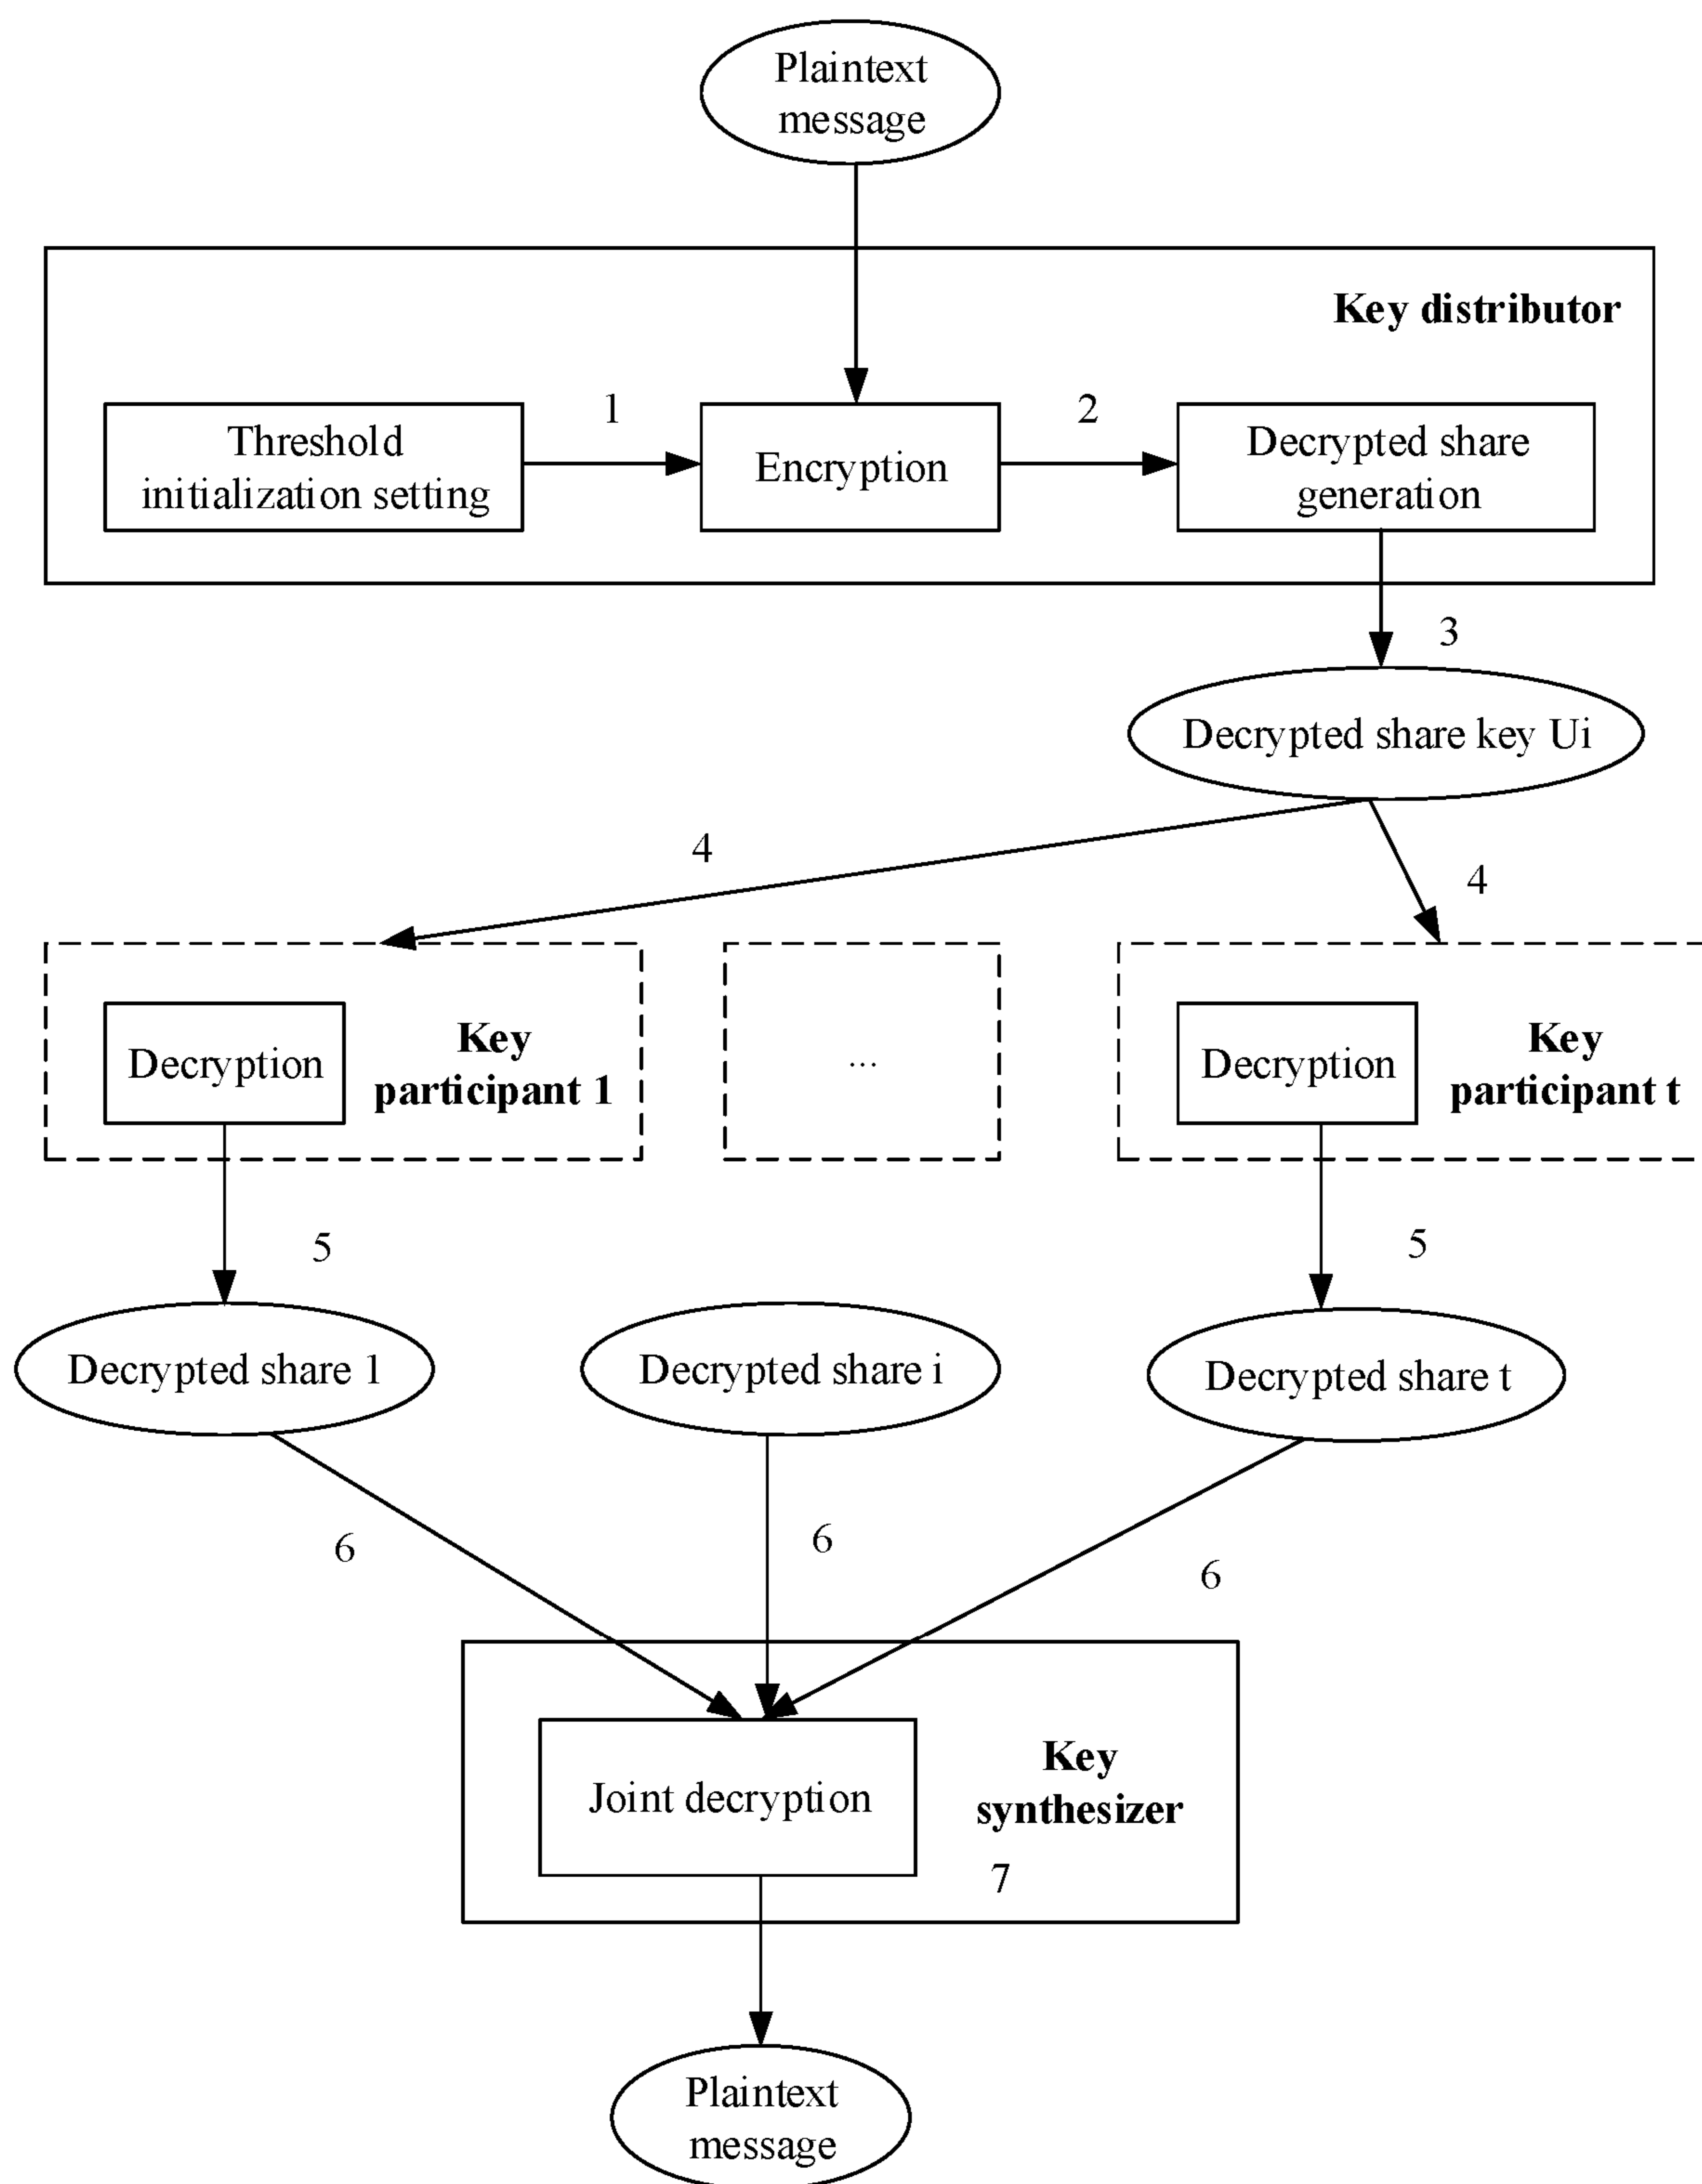 Plaintext
message
Key distributor
1
2
Threshold
initialization setting
Encryption
Decrypted share
generation
3
Decrypted share key Ui
4
4
Decryption
Key
participant 1
...
Decryption
Key
participant t
5
5
Decrypted share 1
Decrypted share i
Decrypted share t
6
6
6
Joint decryption
Key
synthesizer
7
Plaintext
message